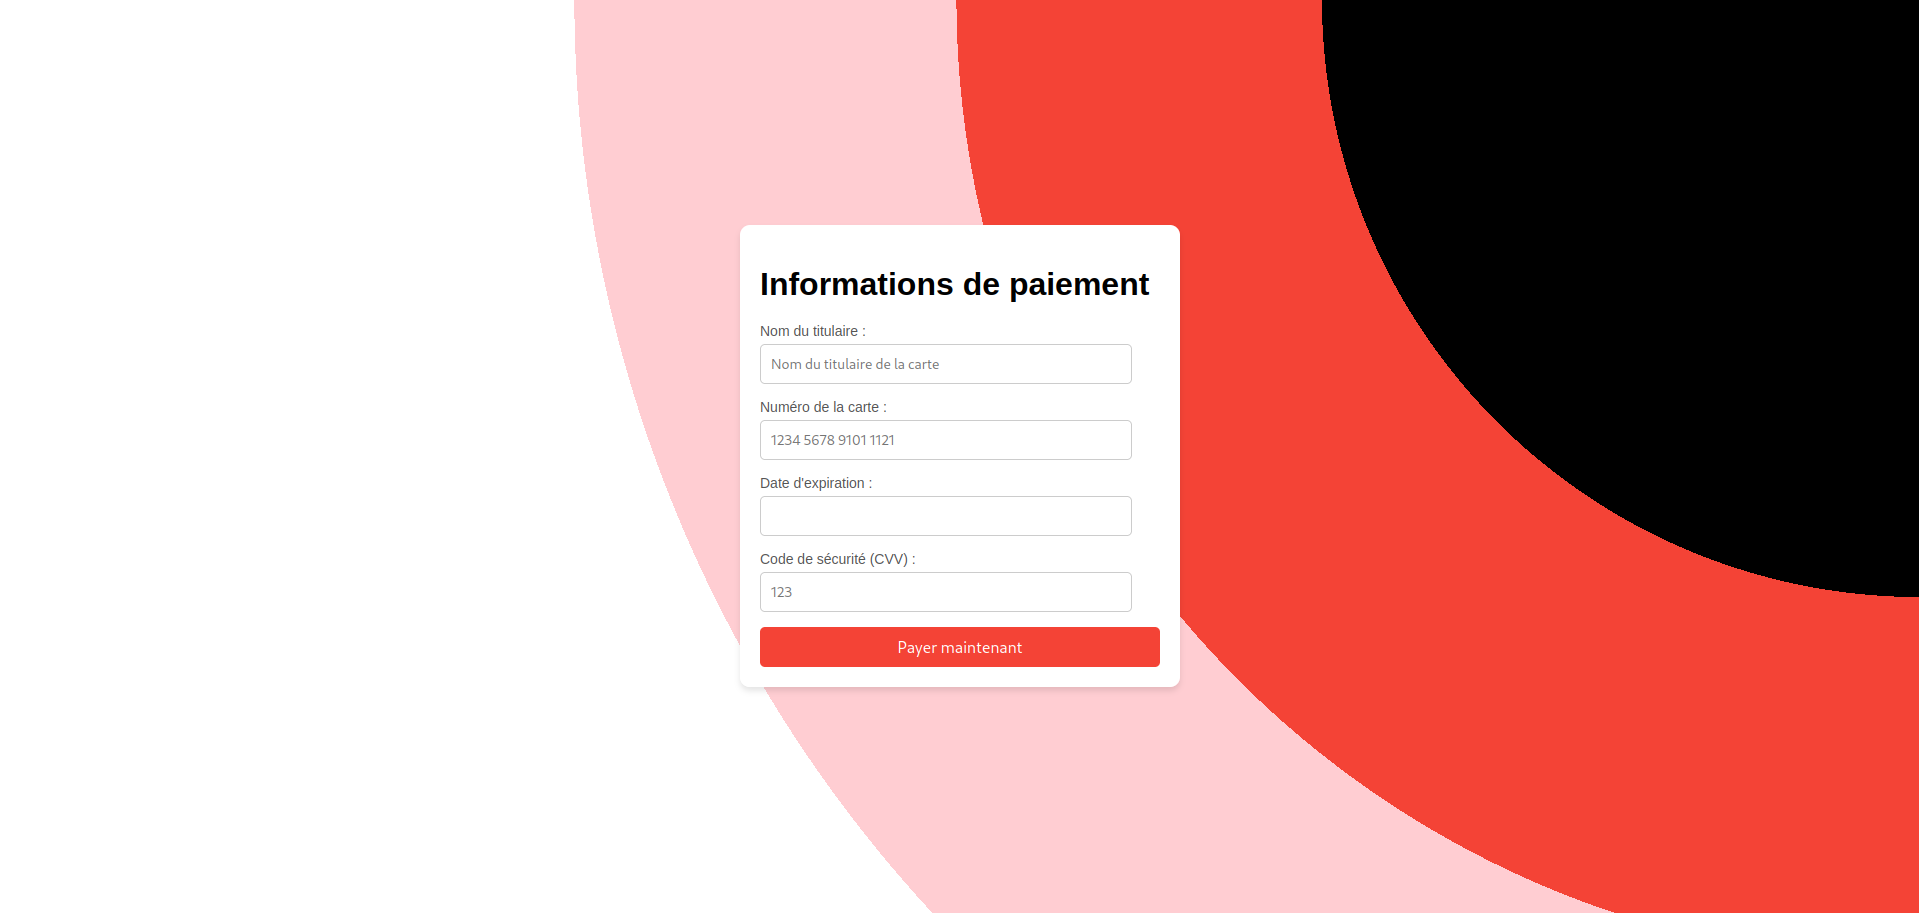 Informations de paiement
Nom du titulaire :
Nom du titulaire de la carte
Numéro de la carte :
1234 5678 9101 1121
Date d'expiration :
Code de sécurité (CVV) :
123
Payer maintenant